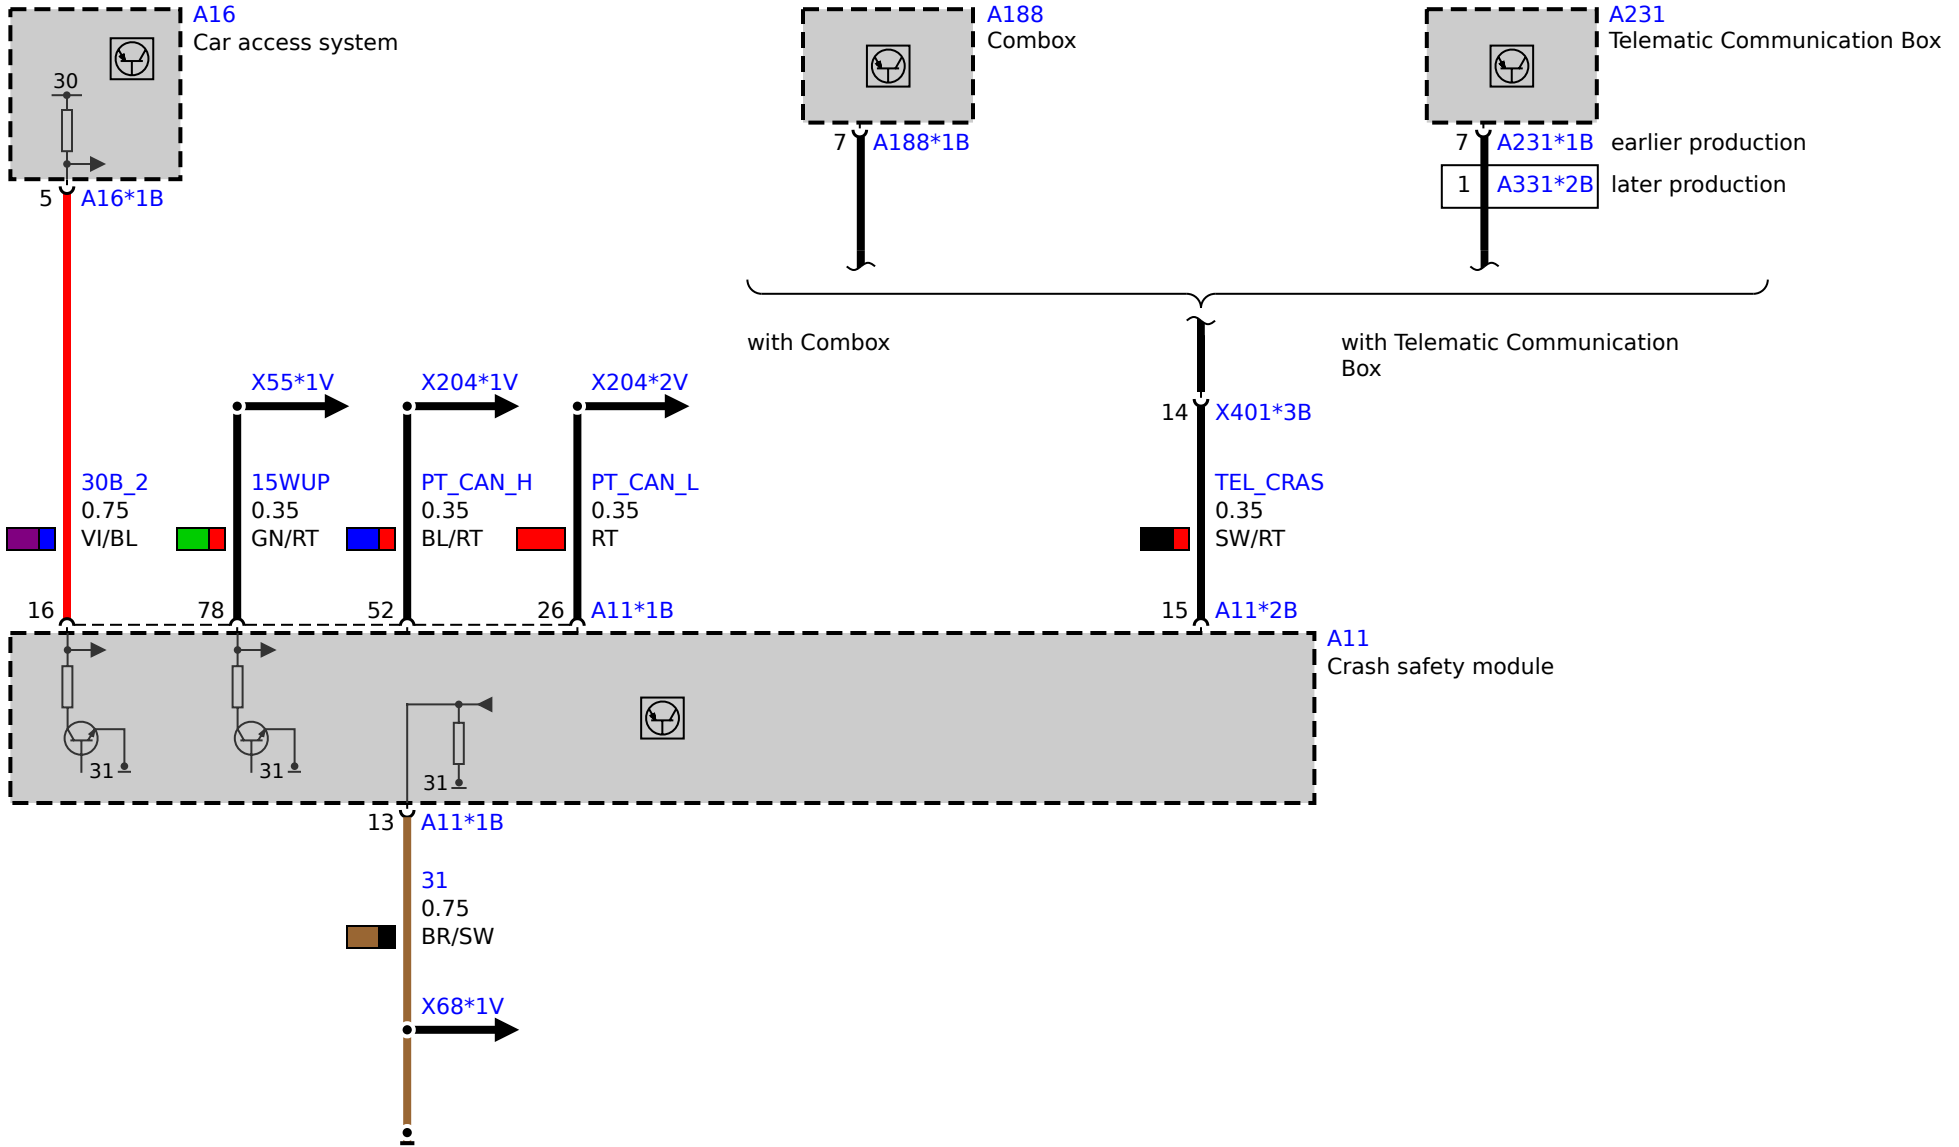 A16
Car access system
30
5 A16*1B
A188
Combox
7 A188*1B
A231
Telematic Communication Box
7 A231*1B earlier production
1 A331*2B later production
with Combox
with Telematic Communication
Box
X55*1V
X204*1V
X204*2V
14 X401*3B
30B_2
0.75
VI/BL
15WUP
0.35
GN/RT
PT_CAN_H
0.35
BL/RT
PT_CAN_L
0.35
RT
TEL_CRAS
0.35
SW/RT
16
78
52
26 A11*1B
15 A11*2B
A11
Crash safety module
31
31
31
13 A11*1B
31
0.75
BR/SW
X68*1V